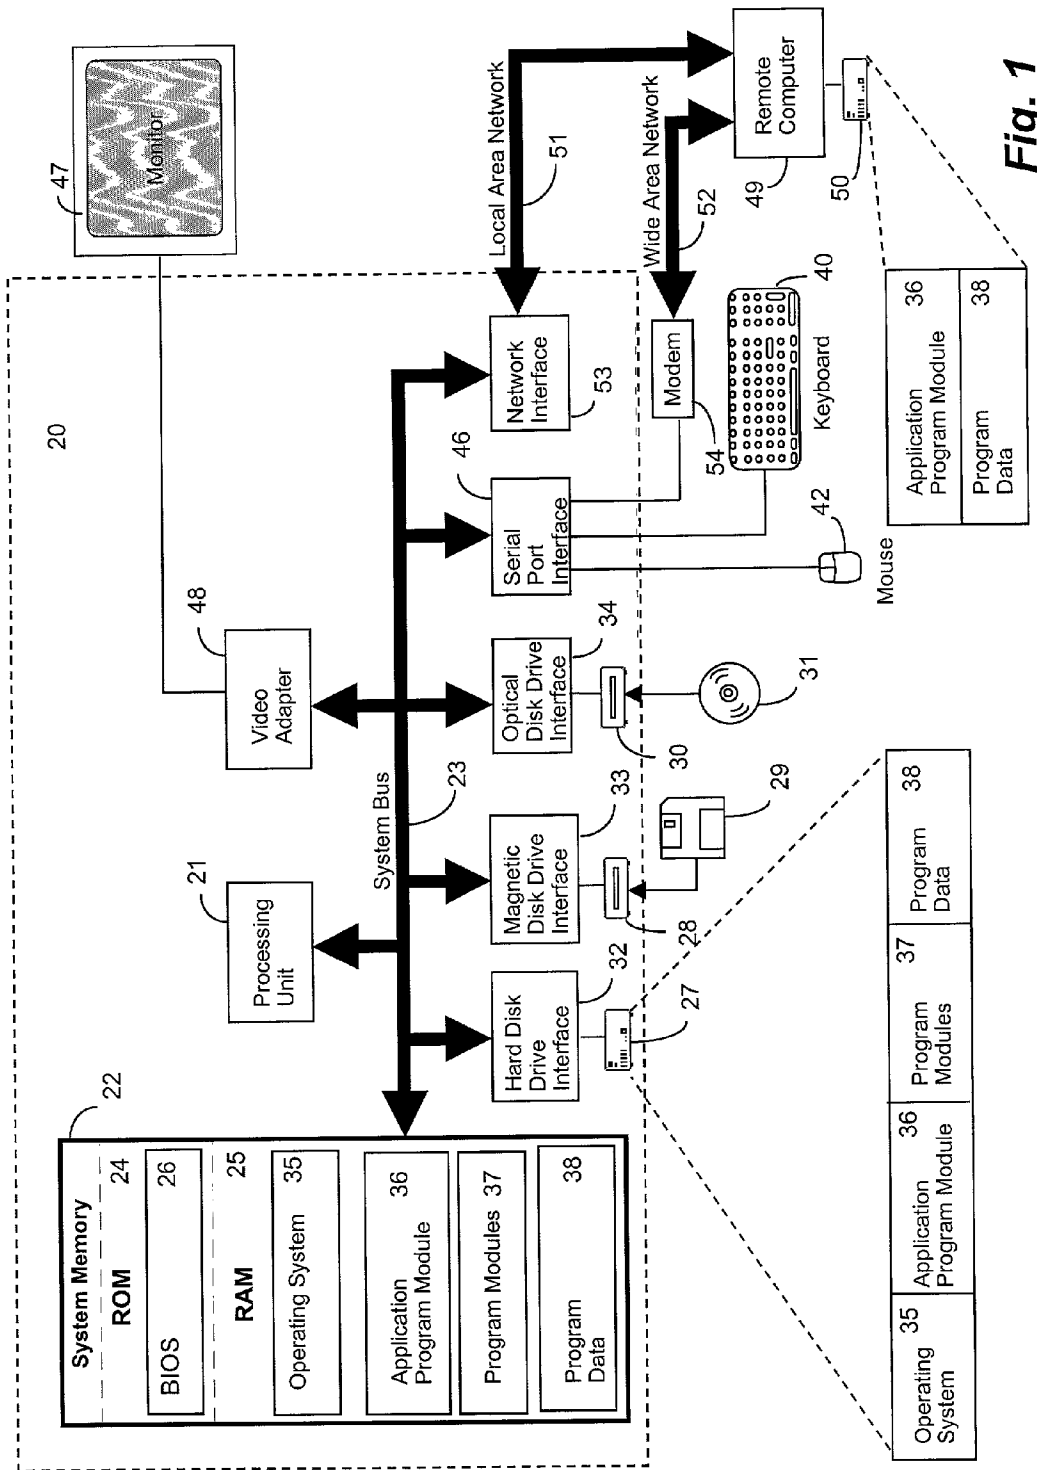 System Memory
22
ROM 24
BIOS 26
RAM 25
Operating System 35
Application
Program Module
36
Program Modules 37
Program
Data
38
20
Processing
Unit
21
Video
Adapter
48
47
Monitor
System Bus
23
Hard Disk
Drive
Interface
32
Magnetic
Disk Drive
Interface
33
Optical
Disk Drive
Interface
34
Serial
Port
Interface
46
Network
Interface
53
Local Area Network
51
27
28
29
30
31
Modem
54
Wide Area Network
52
Keyboard
40
Mouse
42
Remote
Computer
49
50
Operating
System
35
Application
Program Module
36
Program
Modules
37
Program
Data
38
Application
Program Module
36
Program
Data
38
Fig. 1